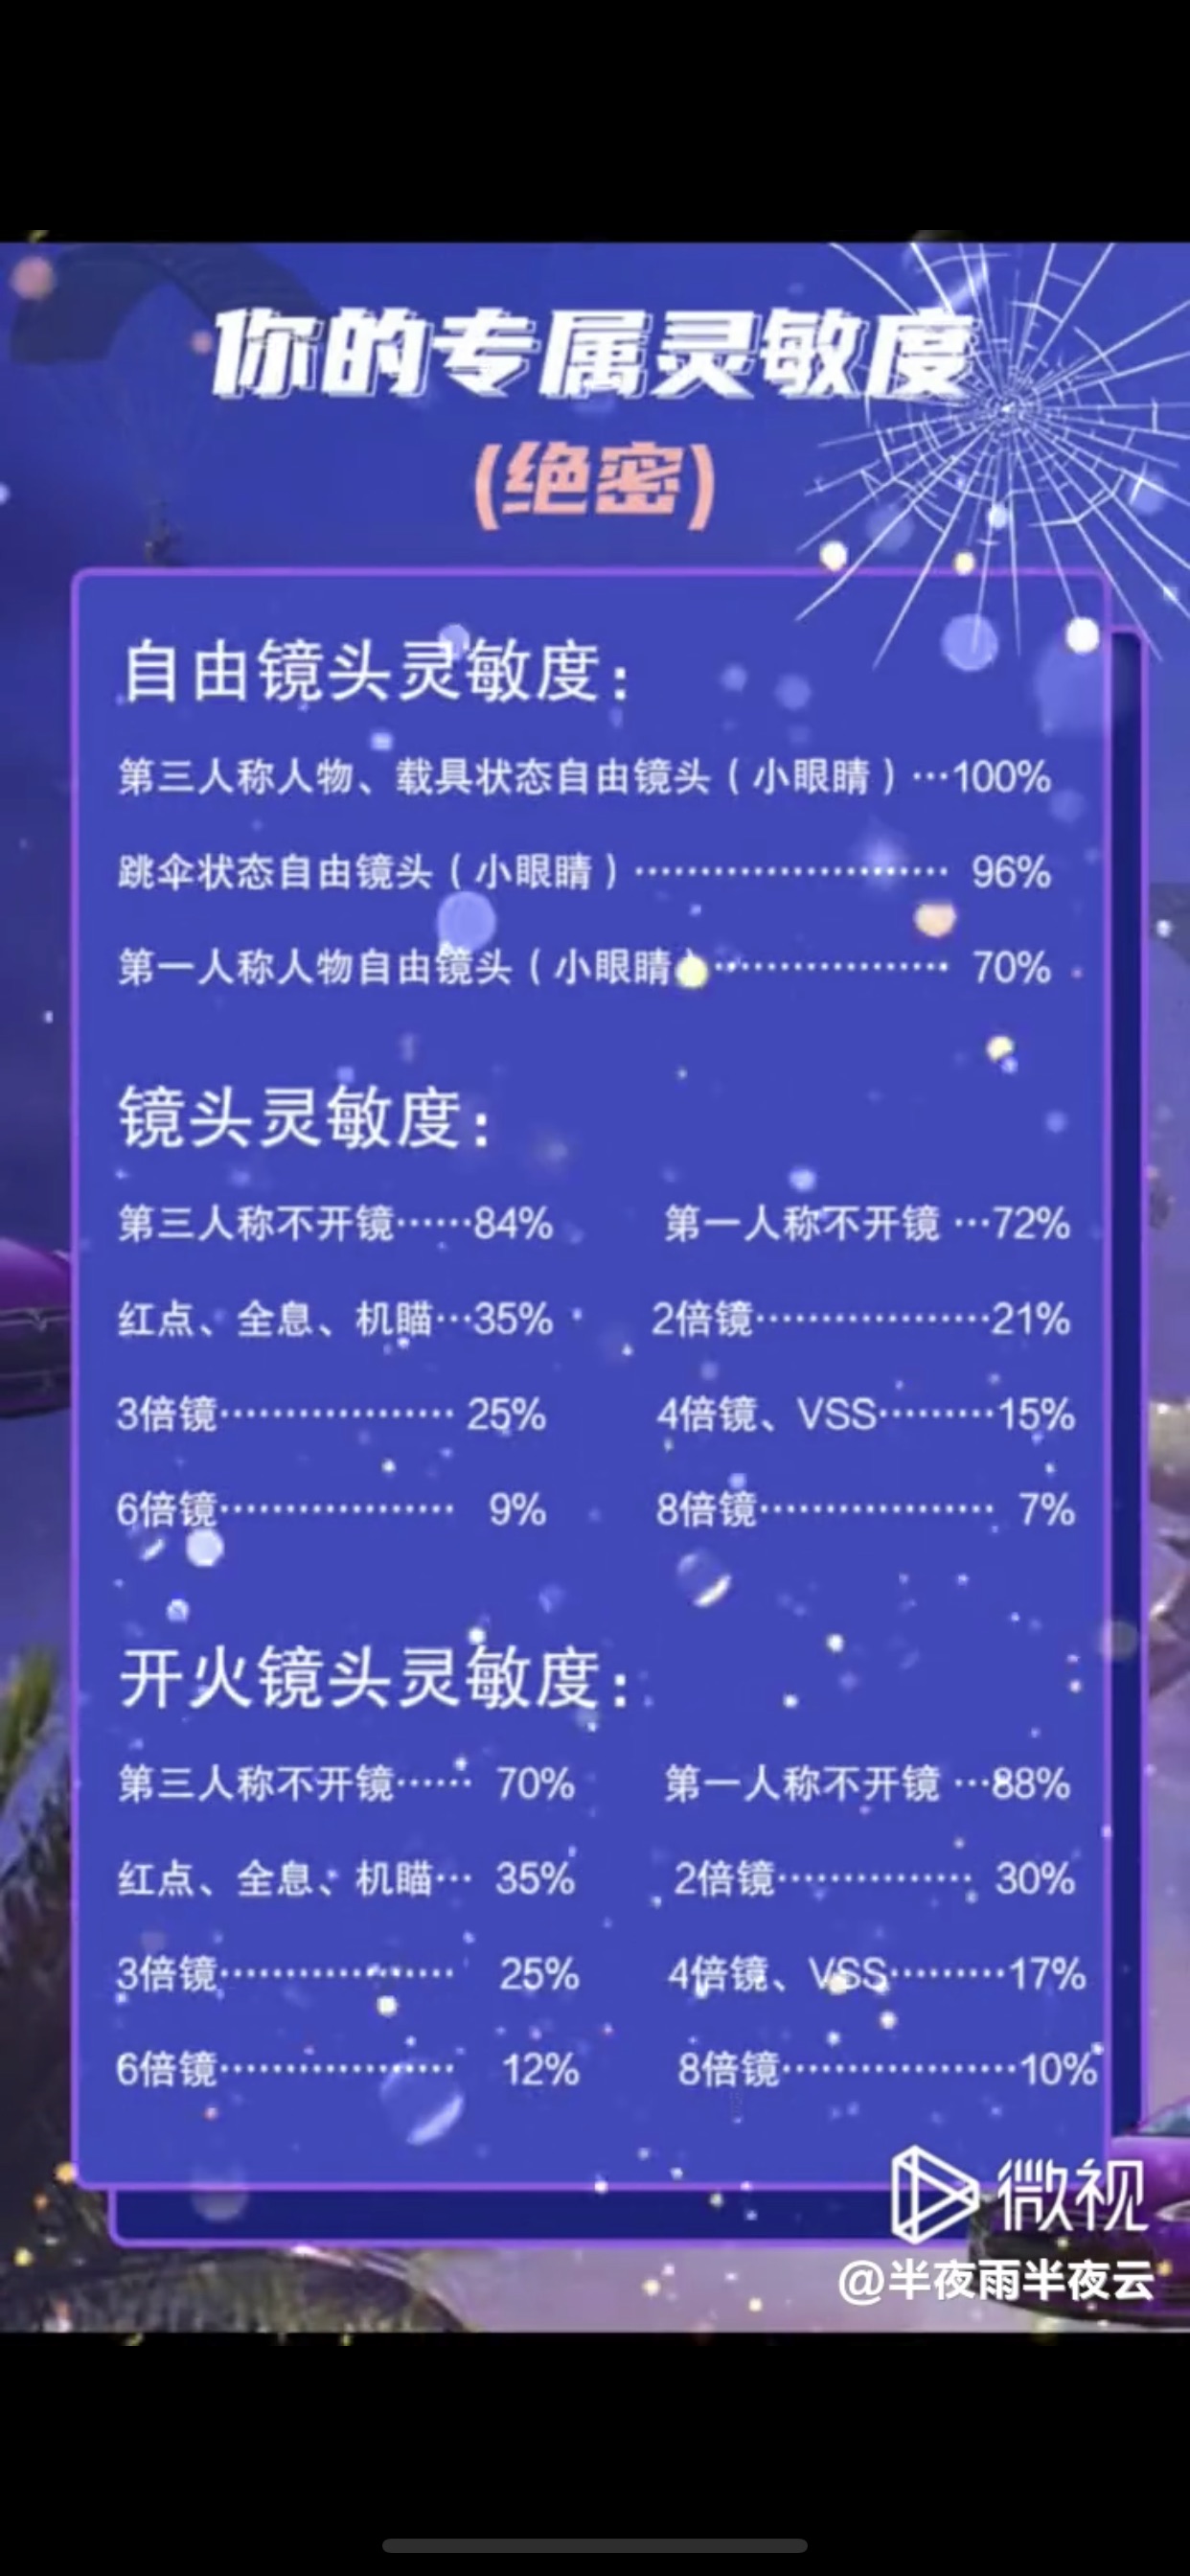 你的专属灵敏度
(绝密)
自由镜头灵敏度：
第三人称人物、载具状态自由镜头（小眼睛）…100%
跳伞状态自由镜头（小眼睛）……………………96%
第一人称人物自由镜头（小眼睛）………………70%
镜头灵敏度：
第三人称不开镜……84% 第一人称不开镜…72%
红点、全息、机瞄…35% 2倍镜………………21%
3倍镜………………25% 4倍镜、VSS………15%
6倍镜………………9% 8倍镜………………7%
开火镜头灵敏度：
第三人称不开镜……70% 第一人称不开镜…88%
红点、全息、机瞄…35% 2倍镜……………30%
3倍镜………………25% 4倍镜、VSS………17%
6倍镜………………12% 8倍镜………………10%
微视
@半夜雨半夜云